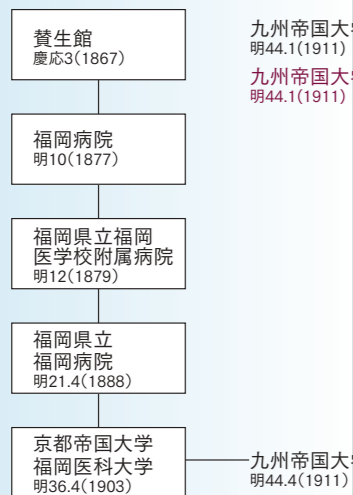 賛生館
慶応3(1867)
福岡病院
明10(1877)
福岡県立福岡
医学校附属病院
明12(1879)
福岡県立
福岡病院
明21.4(1888)
京都帝国大学
福岡医科大学
明36.4(1903)
九州帝国大学
明44.1(1911)
九州帝国大学
明44.1(1911)
九州帝国大学
明44.4(1911)